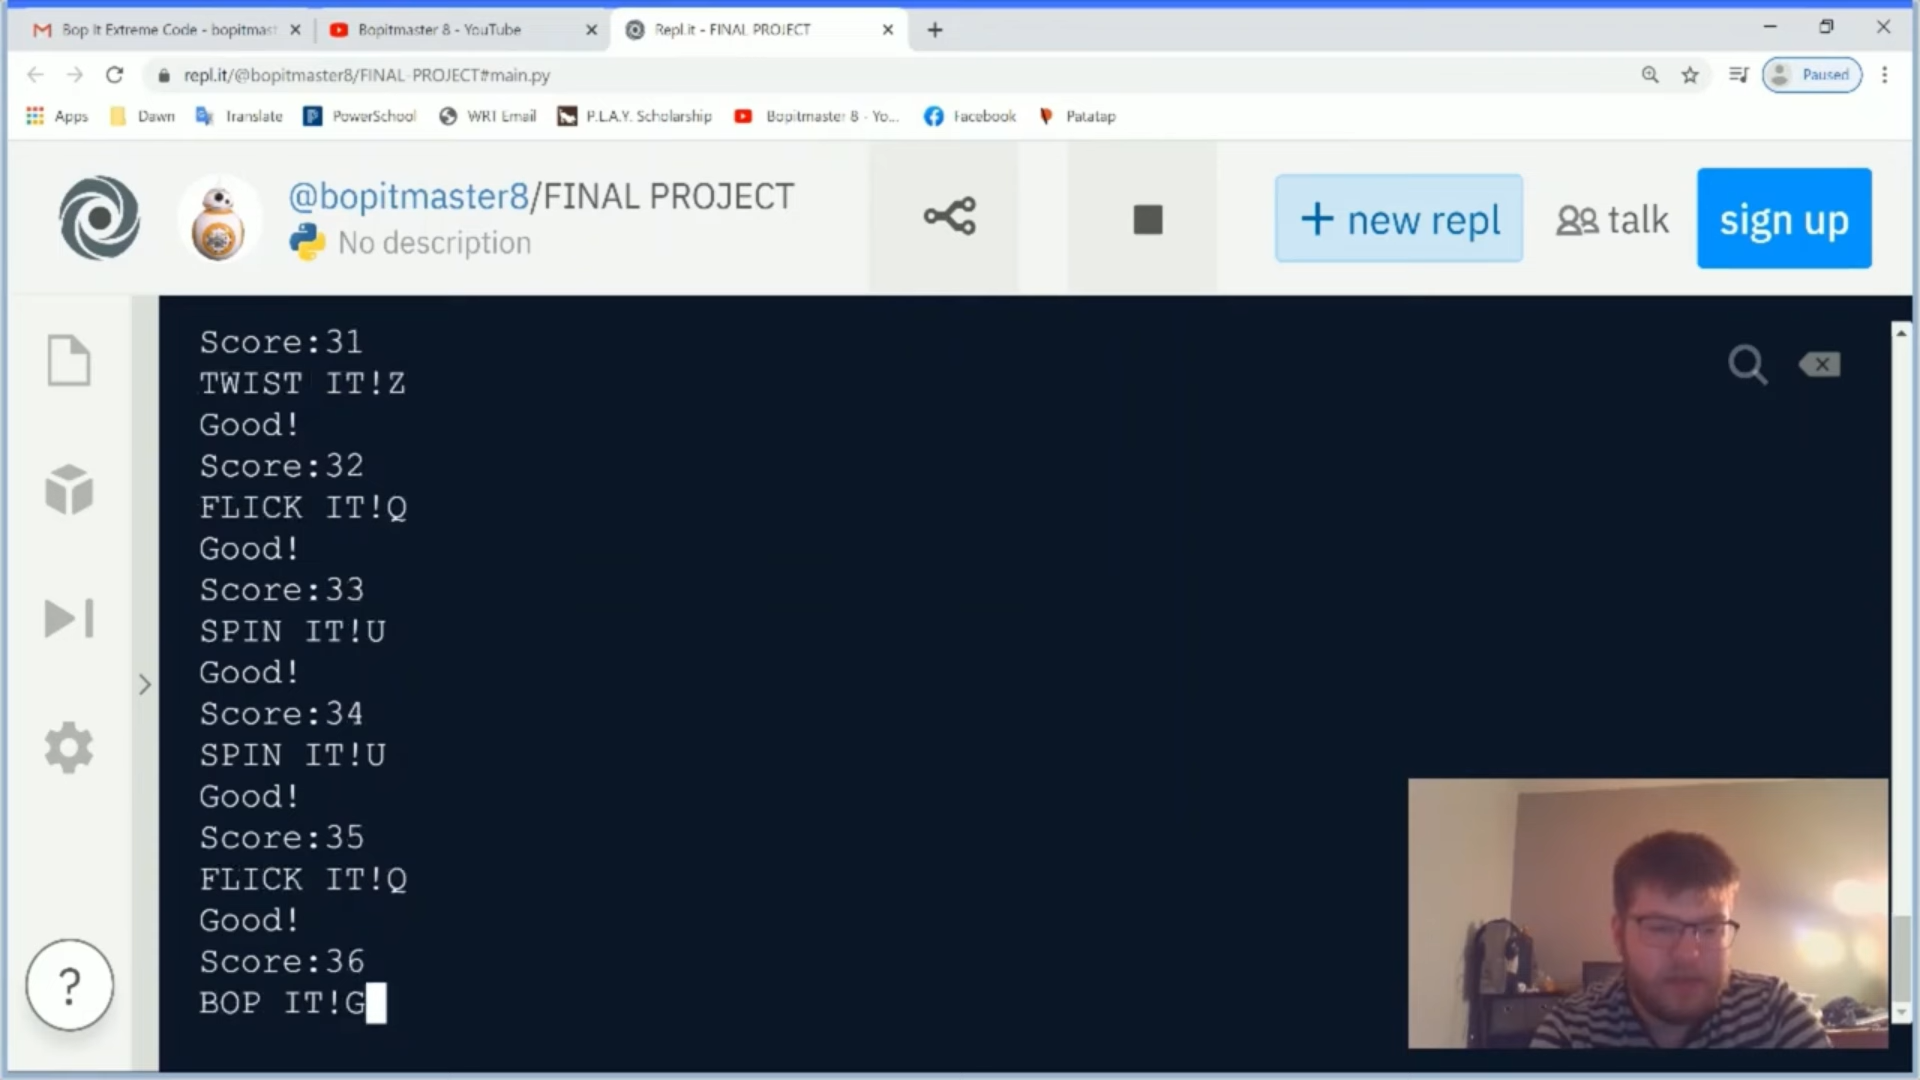 Bop It Extreme Code - bopitmast
Bopitmaster 8 - YouTube
Repl.it - FINAL PROJECT
repl.it/@bopitmaster8/FINAL-PROJECT#main.py
Paused
Apps
Dawn
Translate
PowerSchool
WRT Email
P.L.A.Y. Scholarship
Bopitmaster 8 - Yo...
Facebook
Patatap
@bopitmaster8/FINAL PROJECT
No description
+ new repl
talk
sign up
Score:31
TWIST IT!Z
Good!
Score:32
FLICK IT!Q
Good!
Score:33
SPIN IT!U
Good!
Score:34
SPIN IT!U
Good!
Score:35
FLICK IT!Q
Good!
Score:36
BOP IT!G
?